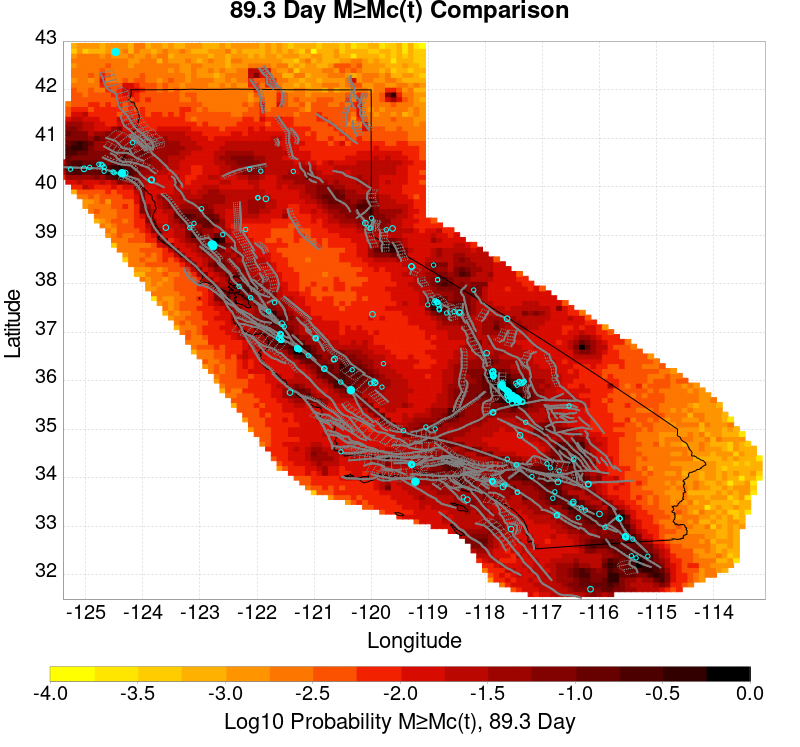 89.3 Day M≥Mc(t) Comparison
43
42
41
40
39
38
37
36
35
34
33
32
Latitude
-125 -124 -123 -122 -121 -120 -119 -118 -117 -116 -115 -114
Longitude
-4.0 -3.5 -3.0 -2.5 -2.0 -1.5 -1.0 -0.5 0.0
Log10 Probability M≥Mc(t), 89.3 Day